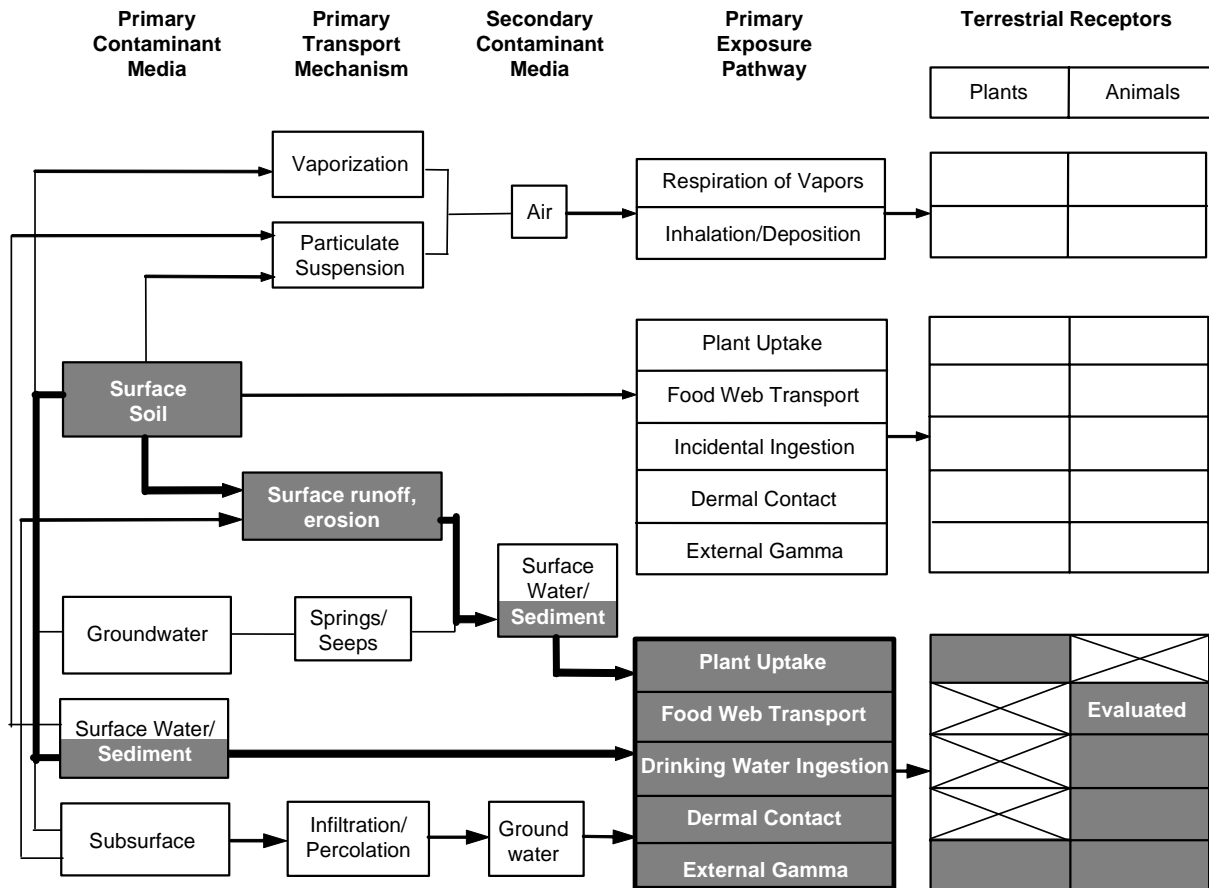 Primary
Contaminant
Media
Primary
Transport
Mechanism
Secondary
Contaminant
Media
Primary
Exposure
Pathway
Terrestrial Receptors
Plants
Animals
Vaporization
Particulate
Suspension
Air
Respiration of Vapors
Inhalation/Deposition
Surface
Soil
Plant Uptake
Food Web Transport
Incidental Ingestion
Dermal Contact
External Gamma
Surface runoff,
erosion
Surface
Water/
Sediment
Groundwater
Springs/
Seeps
Plant Uptake
Food Web Transport
Drinking Water Ingestion
Dermal Contact
External Gamma
Evaluated
Surface Water/
Sediment
Subsurface
Infiltration/
Percolation
Ground
water